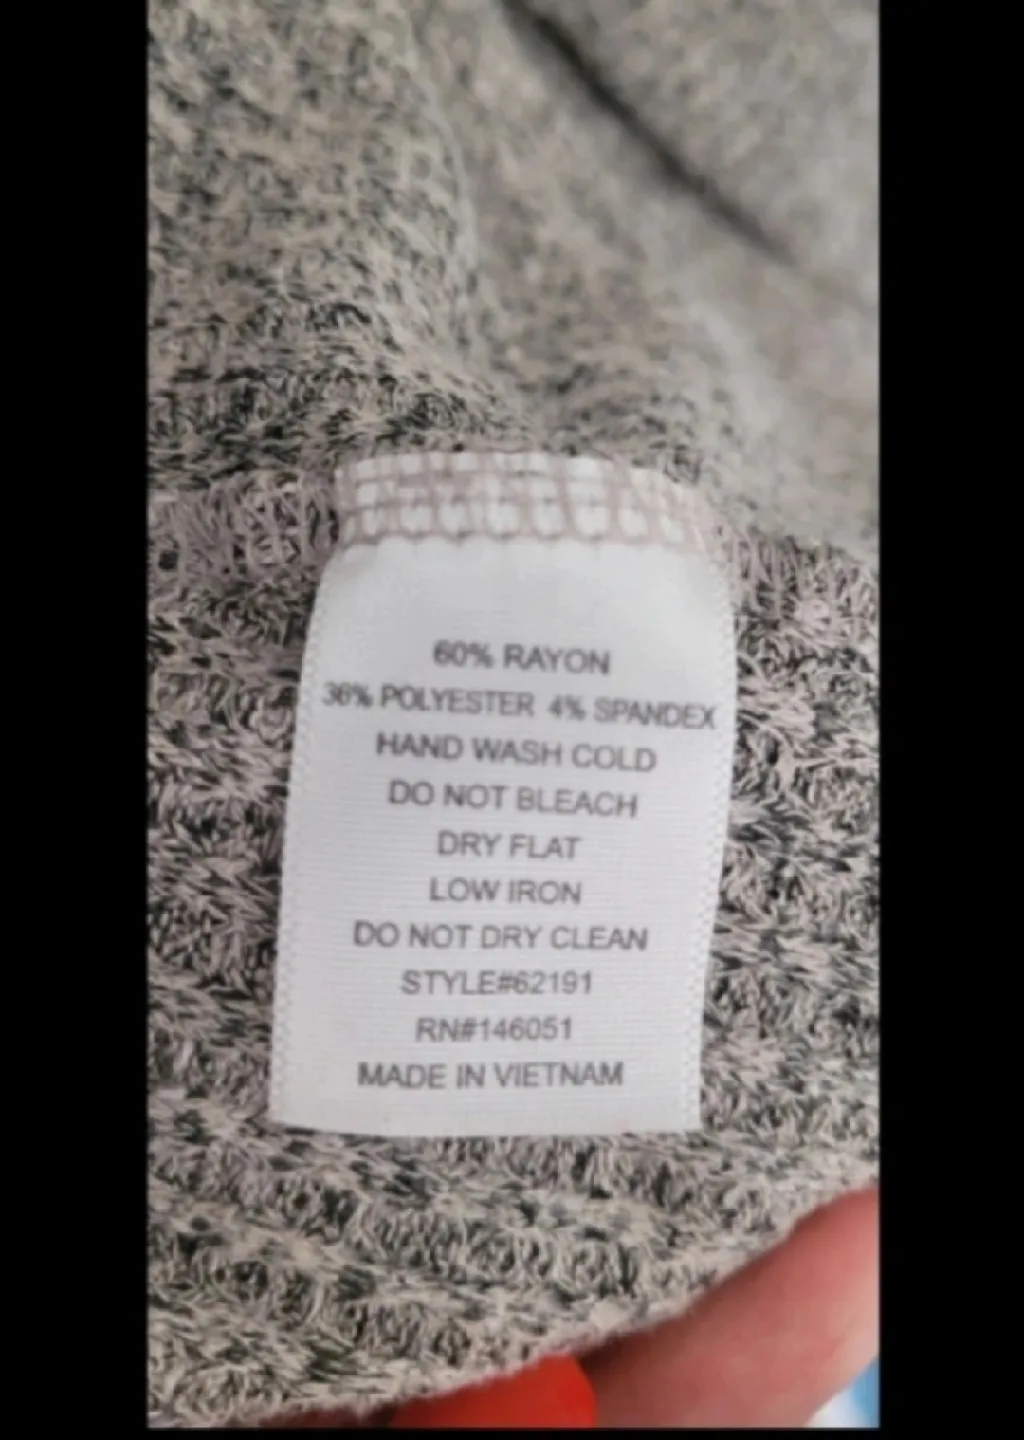 60% RAYON
36% POLYESTER 4% SPANDEX
HAND WASH COLD
DO NOT BLEACH
DRY FLAT
LOW IRON
DO NOT DRY CLEAN
STYLE#62191
RN#146051
MADE IN VIETNAM